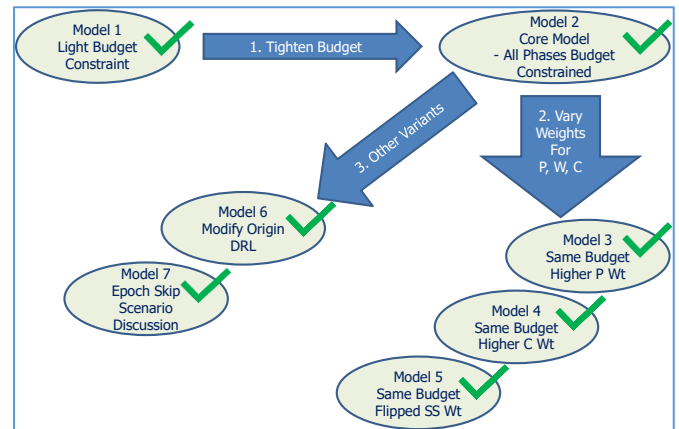 Model 1
Light Budget
Constraint
1. Tighten Budget
Model 2
Core Model
- All Phases Budget
Constrained
2. Vary
Weights
For
P, W, C
3. Other Variants
Model 6
Modify Origin
DRL
Model 7
Epoch Skip
Scenario
Discussion
Model 3
Same Budget
Higher P Wt
Model 4
Same Budget
Higher C Wt
Model 5
Same Budget
Flipped SS Wt